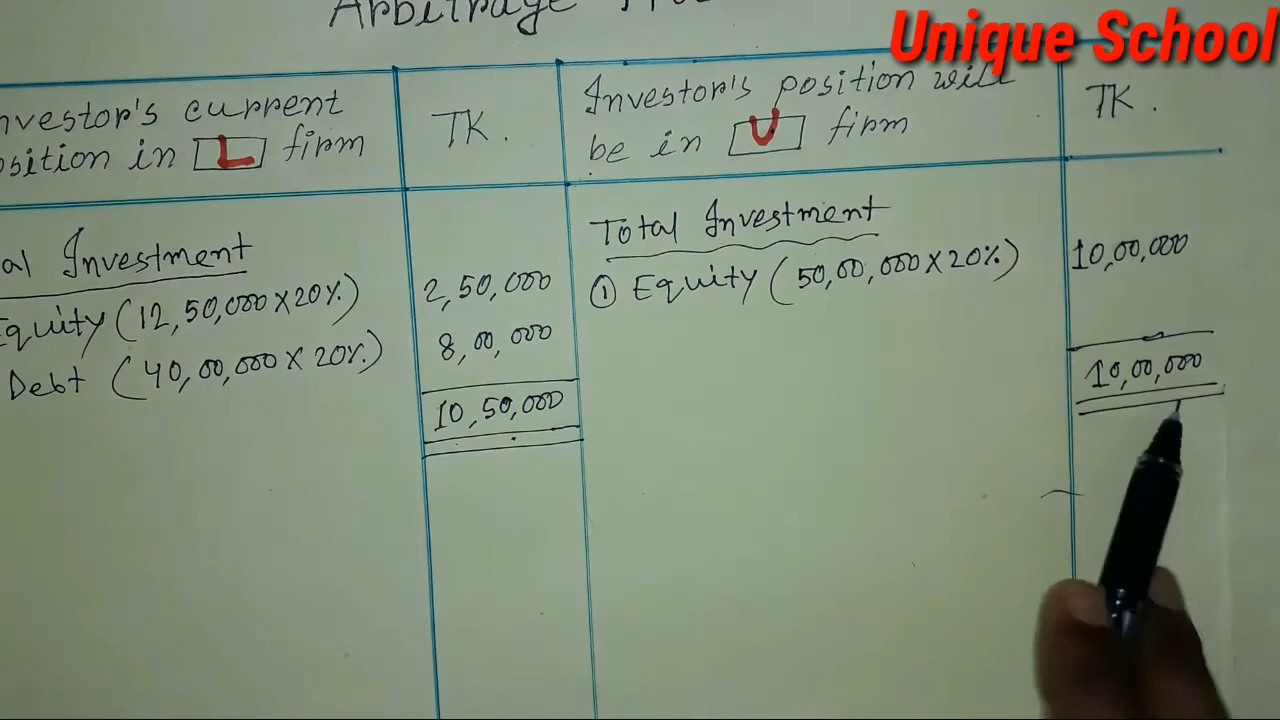 Arbitrage
Unique School
nvestor's current
osition in L firm
TK.
Investor's position will
be in U firm
TK.
al Investment
Equity (12,50,000 X 20%)
2,50,000
Debt (40,00,000 X 20%)
8,00,000
10,50,000
Total Investment
① Equity (50,00,000 X 20%)
10,00,000
10,00,000